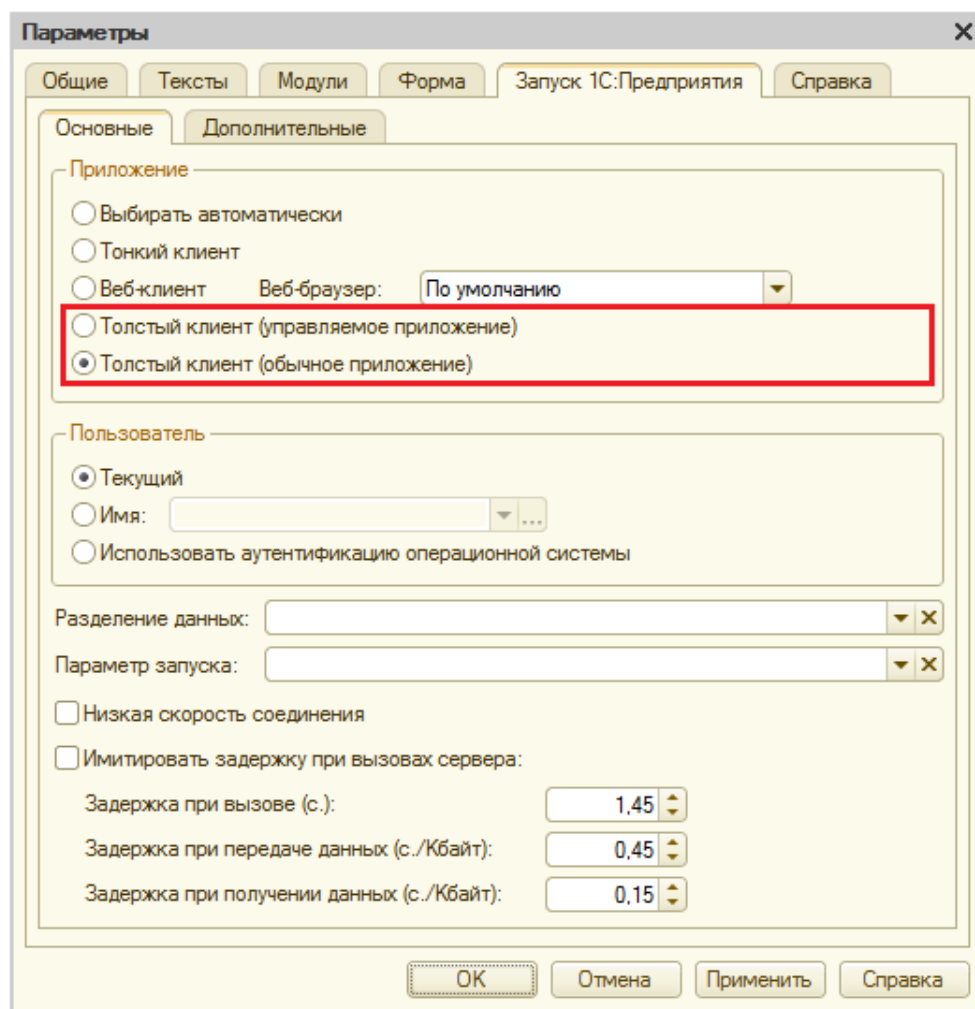 Параметры
Общие Тексты Модули Форма Запуск 1С:Предприятия Справка
Основные Дополнительные
Приложение
Выбирать автоматически
Тонкий клиент
Веб-клиент Веб-браузер: По умолчанию
Толстый клиент (управляемое приложение)
Толстый клиент (обычное приложение)
Пользователь
Текущий
Имя: ...
Использовать аутентификацию операционной системы
Разделение данных:
Параметр запуска:
Низкая скорость соединения
Имитировать задержку при вызовах сервера:
Задержка при вызове (с.): 1,45
Задержка при передаче данных (с./Кбайт): 0,45
Задержка при получении данных (с./Кбайт): 0,15
OK Отмена Применить Справка